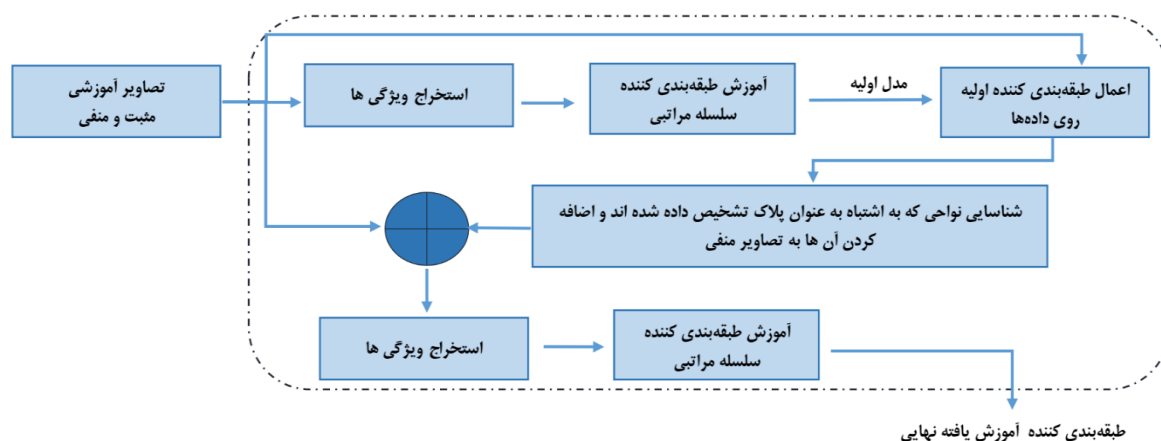 تصاویر آموزشی
مثبت و منفی
استخراج ویژگی ها
آموزش طبقه‌بندی کننده
سلسله مراتبی
مدل اولیه
اعمال طبقه‌بندی کننده اولیه
روی داده‌ها
شناسایی نواحی که به اشتباه به عنوان پلاک تشخیص داده شده اند و اضافه
کردن آن ها به تصاویر منفی
استخراج ویژگی ها
آموزش طبقه‌بندی کننده
سلسله مراتبی
طبقه‌بندی کننده آموزش یافته نهایی